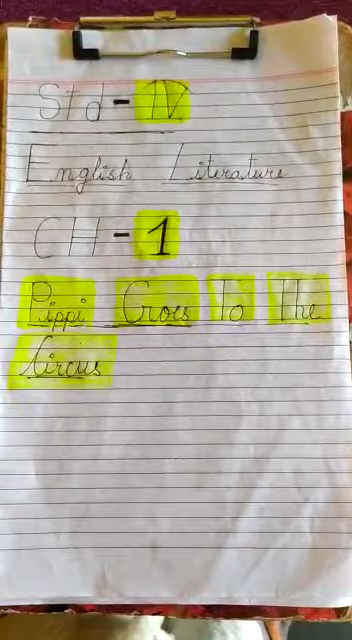 Std - IV
English Literature
CH - 1
Pippi Goes To The
Circus